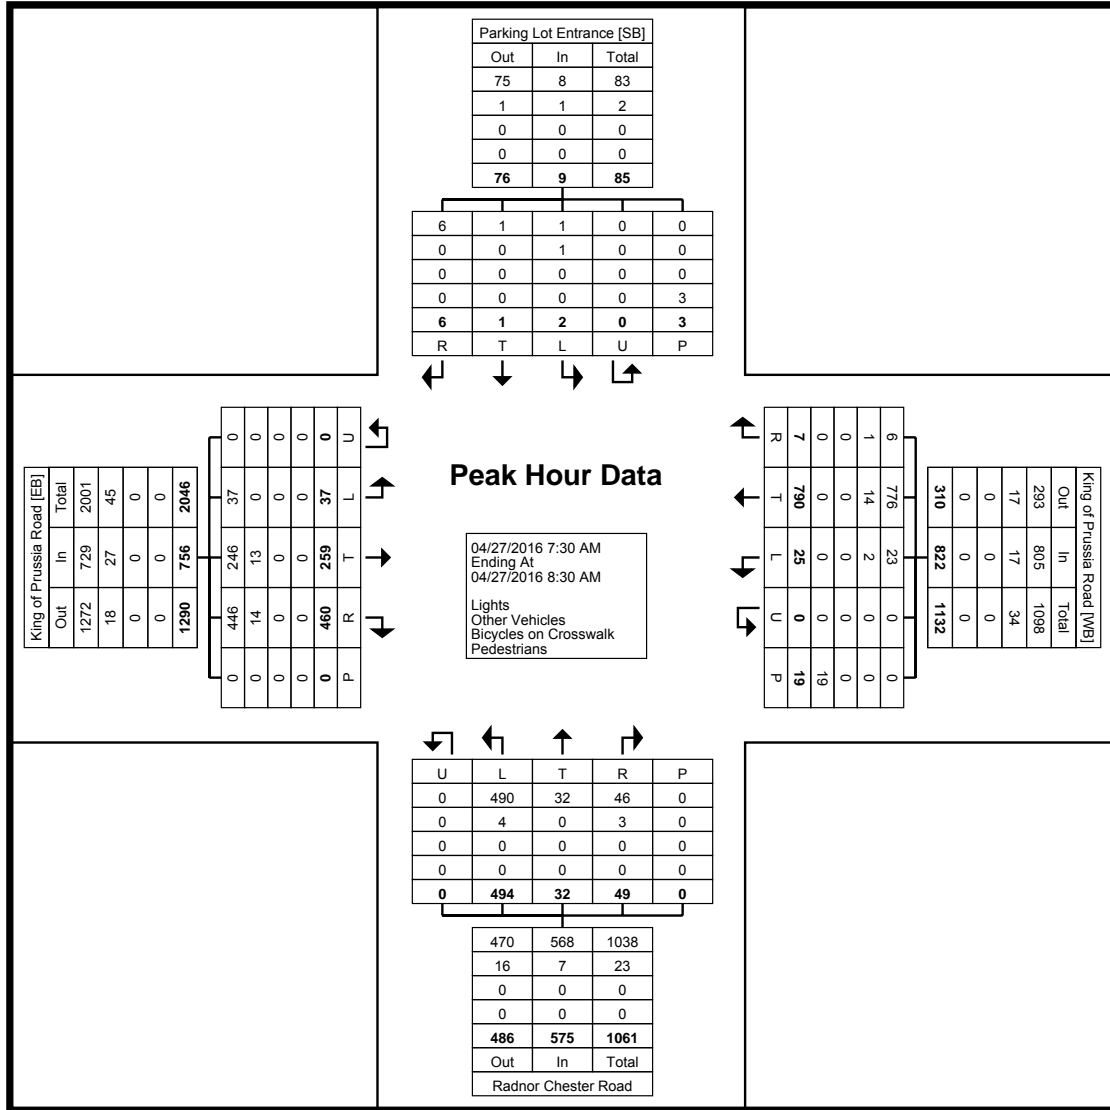 Parking Lot Entrance [SB]
Out In Total
75 8 83
1 1 2
0 0 0
0 0 0
76 9 85
6 1 1 0 0
0 0 1 0 0
0 0 0 0 0
0 0 0 0 3
6 1 2 0 3
R T L U P
King of Prussia Road [EB]
Total In Out
2001 729 1272
45 27 18
0 0 0
0 0 0
2046 756 1290
0 37 246 446 0
0 0 13 14 0
0 0 0 0 0
0 0 0 0 0
0 37 259 460 0
U L T R P
Peak Hour Data
04/27/2016 7:30 AM
Ending At
04/27/2016 8:30 AM
Lights
Other Vehicles
Bicycles on Crosswalk
Pedestrians
King of Prussia Road [WB]
Out In Total
293 805 1098
17 17 34
0 0 0
0 0 0
310 822 1132
6 776 23 0 0
1 14 2 0 0
0 0 0 0 0
0 0 0 0 19
7 790 25 0 19
R T L U P
U L T R P
0 490 32 46 0
0 4 0 3 0
0 0 0 0 0
0 0 0 0 0
0 494 32 49 0
470 568 1038
16 7 23
0 0 0
0 0 0
486 575 1061
Out In Total
Radnor Chester Road